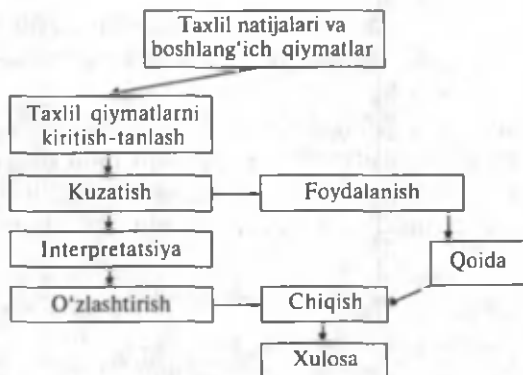 Taxlil natijalari va
boshlang‘ich qiymatlar
Taxlil qiymatlarni
kiritish-tanlash
Kuzatish
Foydalanish
Interpretatsiya
Qoida
O‘zlashtirish
Chiqish
Xulosa